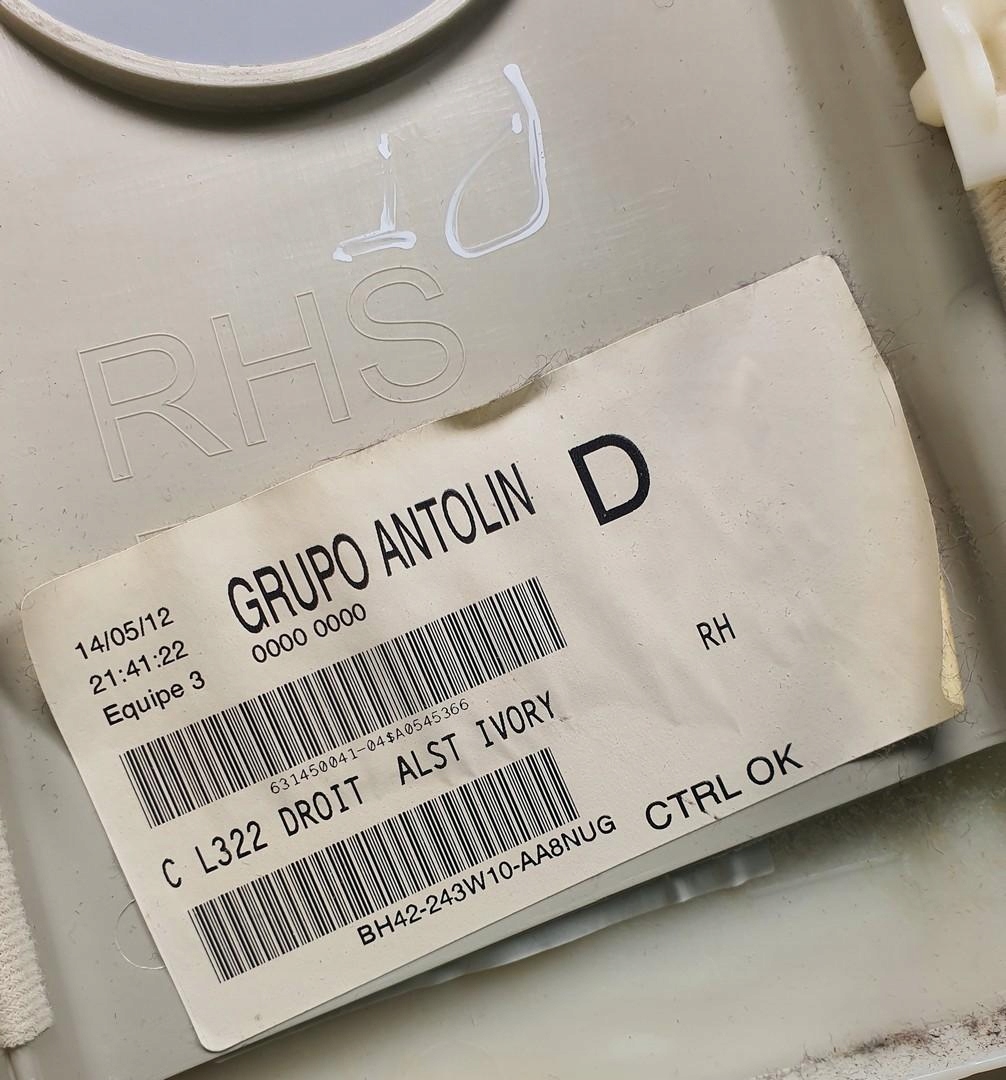 RHS
GRUPO ANTOLIN
D
14/05/12
21:41:22
Equipe 3
0000 0000
631450041-04$A0545366
RH
C L322 DROIT ALST IVORY
BH42-243W10-AA8NUG
CTRL OK